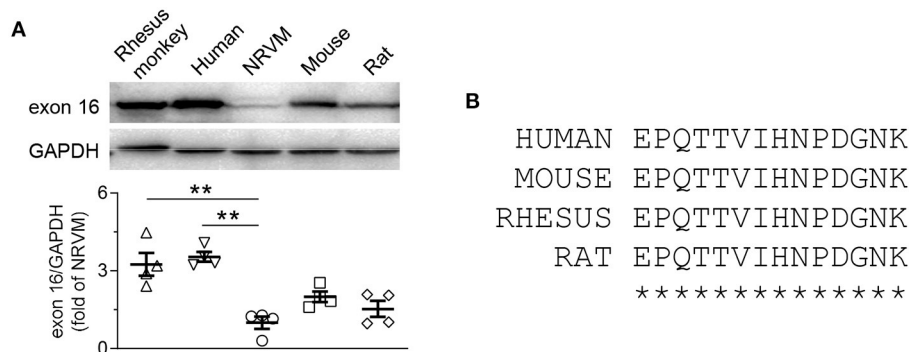 A
Rhesus
monkey
Human
NRVM
Mouse
Rat
exon 16
GAPDH
exon 16/GAPDH
(fold of NRVM)
6
3
0
**
**
B
HUMAN EPQTTVIHNPDGNK
MOUSE EPQTTVIHNPDGNK
RHESUS EPQTTVIHNPDGNK
RAT EPQTTVIHNPDGNK
**************